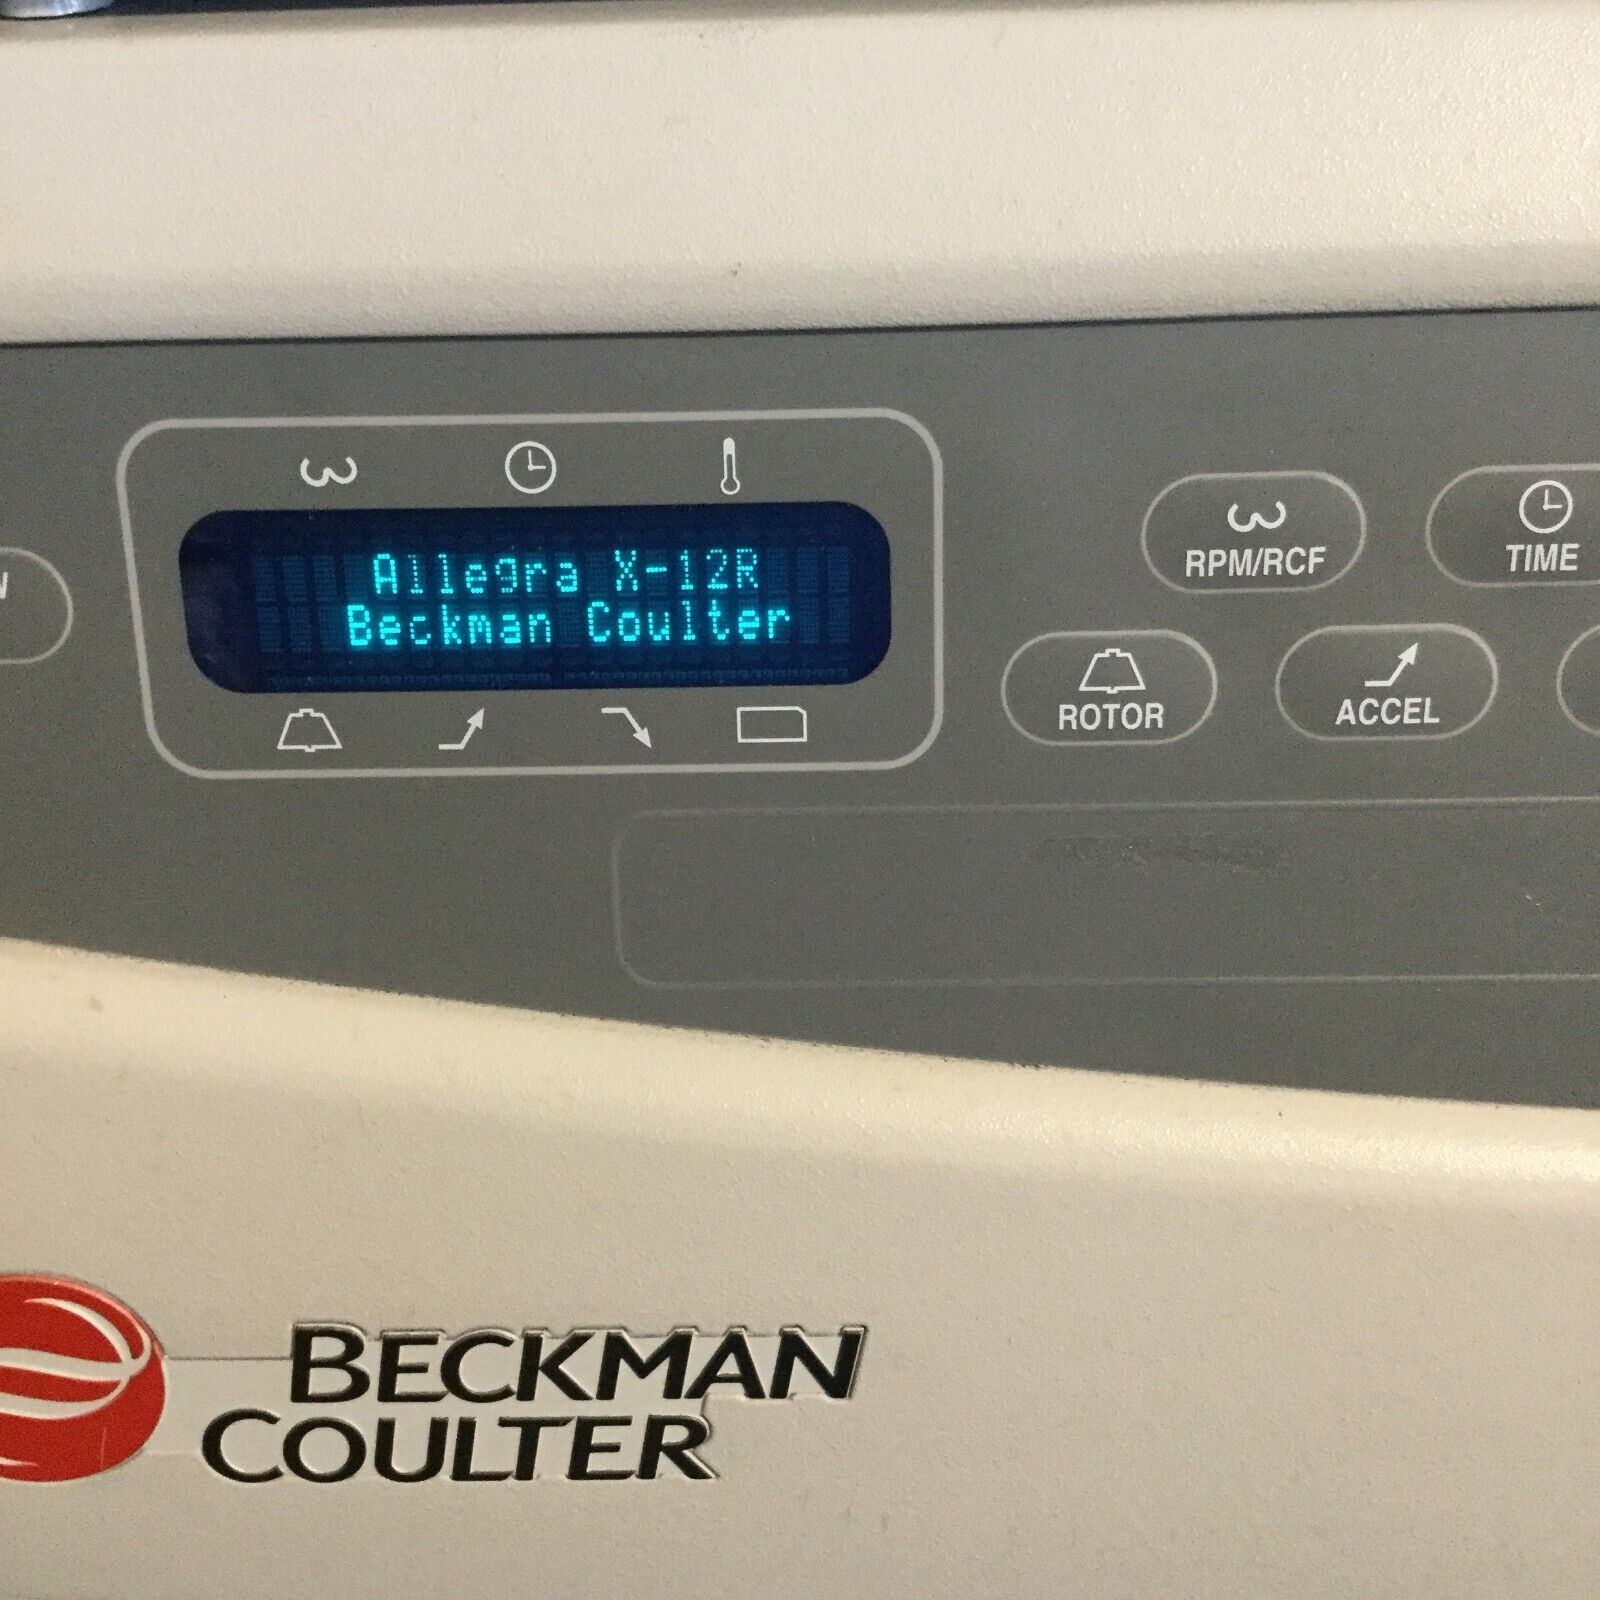 Allegra X-12R
Beckman Coulter
RPM/RCF
TIME
ROTOR
ACCEL
BECKMAN
COULTER